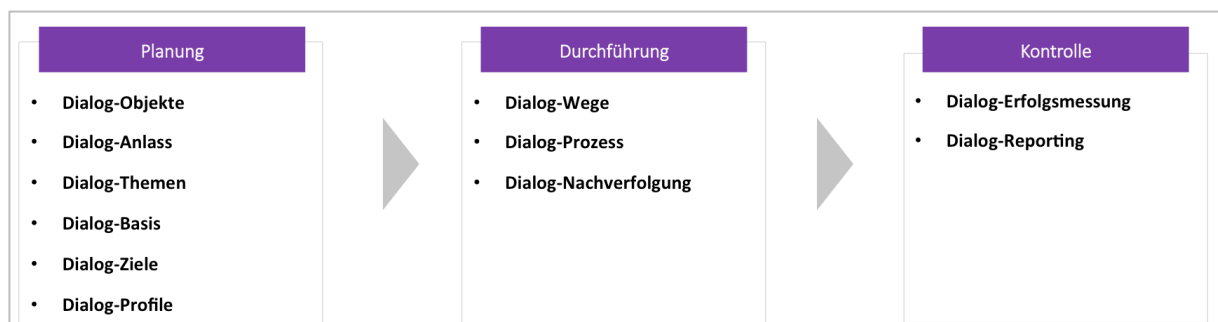 Planung
• Dialog-Objekte
• Dialog-Anlass
• Dialog-Themen
• Dialog-Basis
• Dialog-Ziele
• Dialog-Profile
Durchführung
• Dialog-Wege
• Dialog-Prozess
• Dialog-Nachverfolgung
Kontrolle
• Dialog-Erfolgsmessung
• Dialog-Reporting